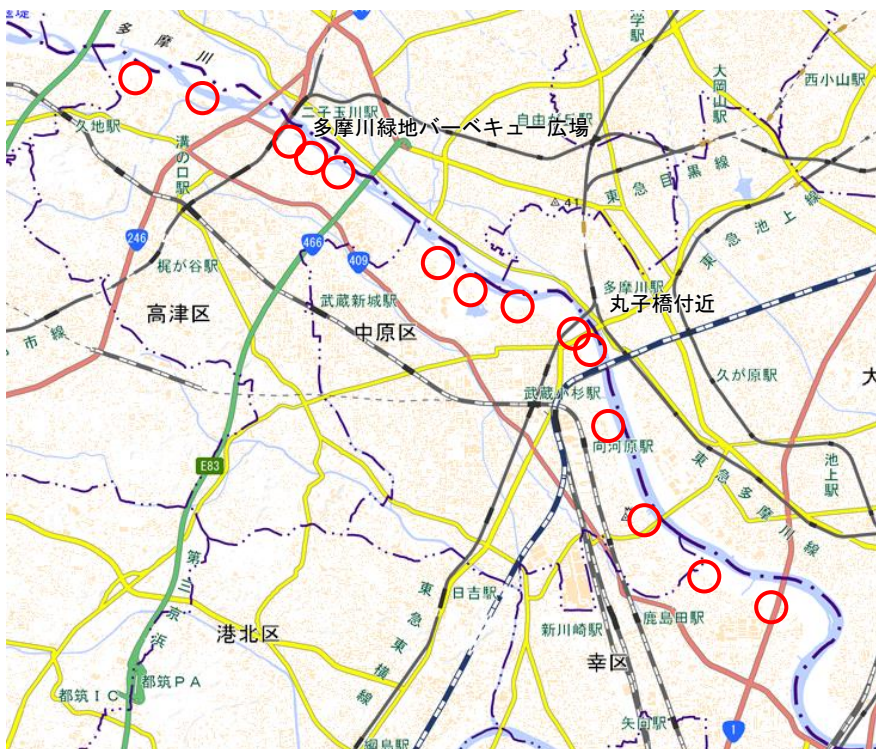 多摩川
二子玉川駅
多摩川緑地バーベキュー広場
久地駅
溝の口駅
自由が丘駅
大岡山駅
西小山駅
東急目黒線
東急池上線
41
246
466
409
梶が谷駅
高津区
武蔵新城駅
中原区
多摩川駅
丸子橋付近
久が原駅
武蔵小杉駅
向河原駅
池上駅
東急多摩川線
E83
第三京浜
港北区
日吉駅
東急東横線
新川崎駅
鹿島田駅
幸区
都筑PA
都筑IC
矢向駅
1
綱島駅